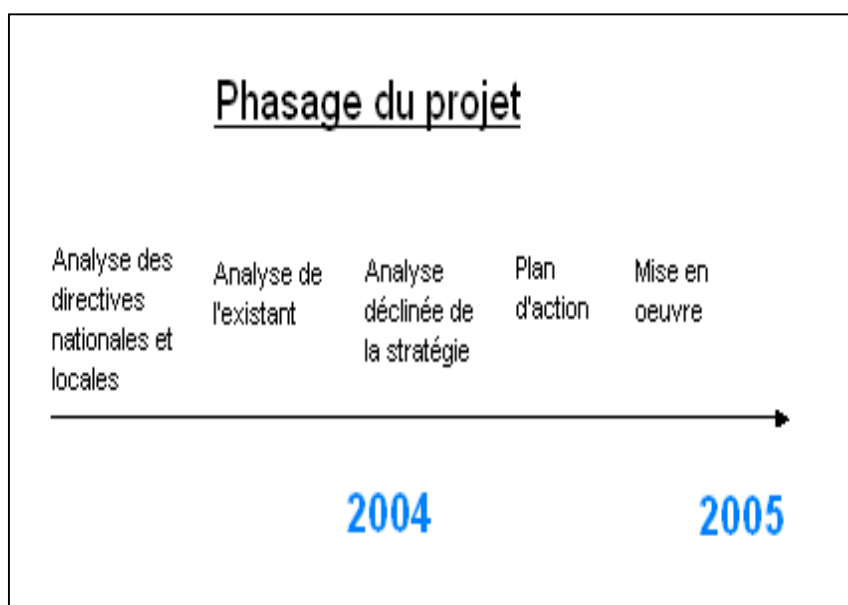 Phasage du projet
Analyse des
directives
nationales et
locales
Analyse de
l'existant
Analyse
déclinée de
la stratégie
Plan
d'action
Mise en
oeuvre
2004
2005